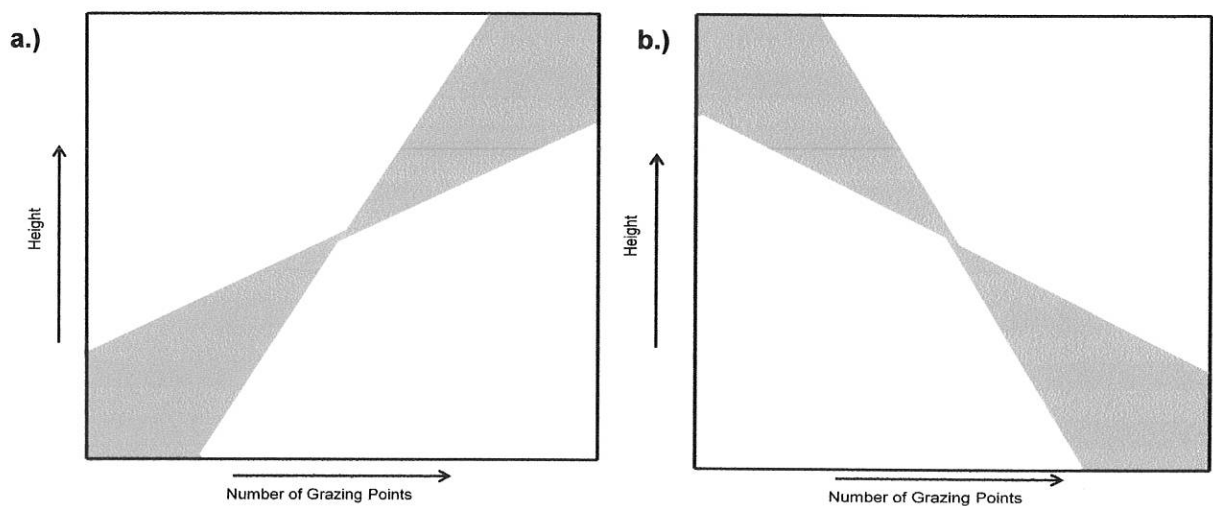 a.)
Height
Number of Grazing Points
b.)
Height
Number of Grazing Points